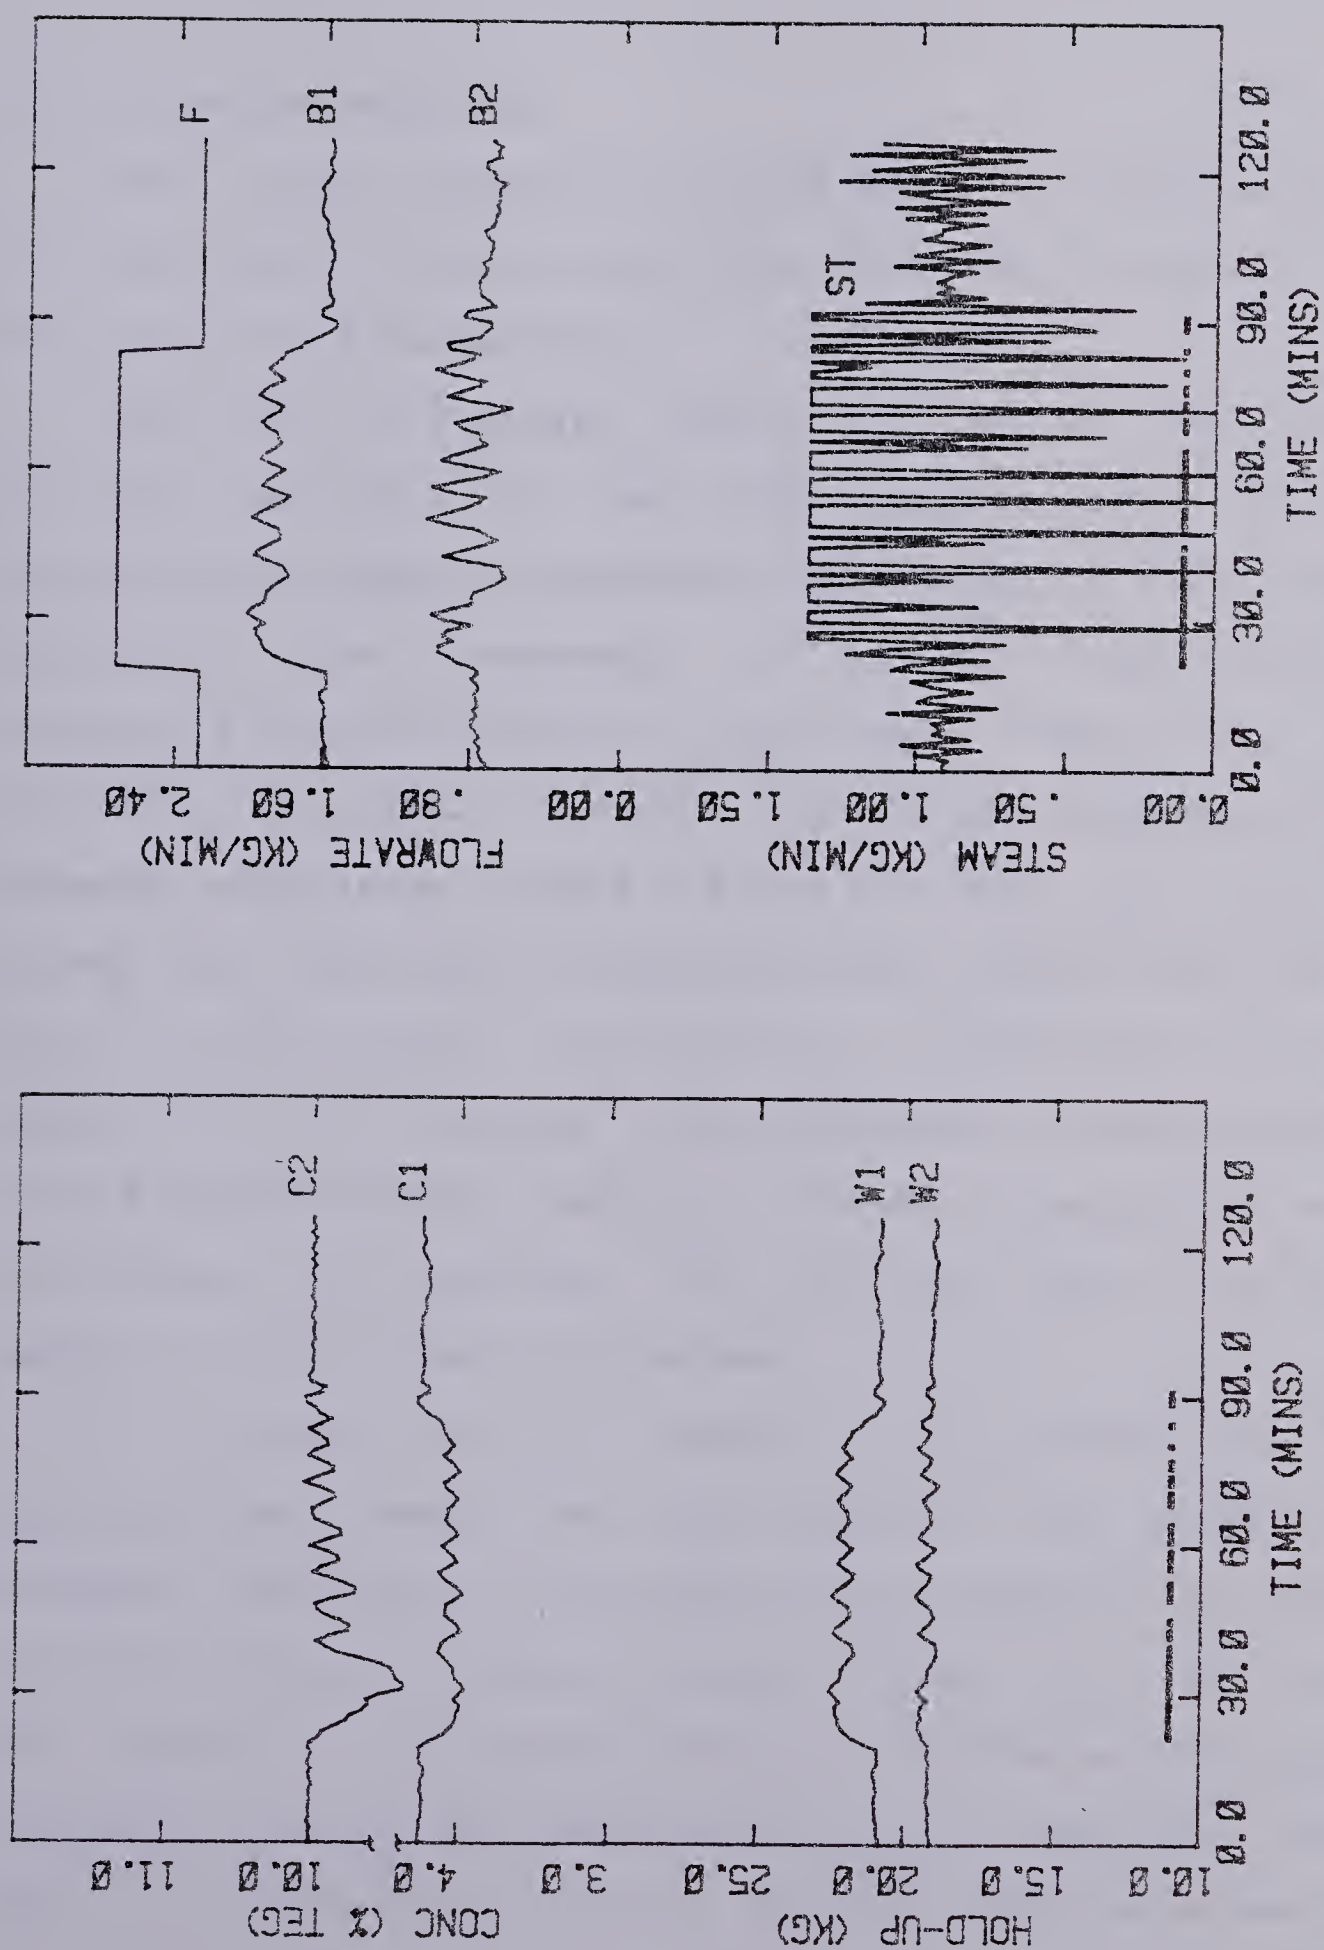 F
B1
B2
ST
2.40
1.60
.80
0.00
FLOWRATE (KG/MIN)
1.50
1.00
.50
0.00
STEAM (KG/MIN)
0.0
30.0
60.0
90.0
120.0
TIME (MINS)
C2
C1
W1
W2
11.0
10.0
4.0
3.0
CONC (% TEG)
25.0
20.0
15.0
10.0
HOLD-UP (KG)
0.0
30.0
60.0
90.0
120.0
TIME (MINS)